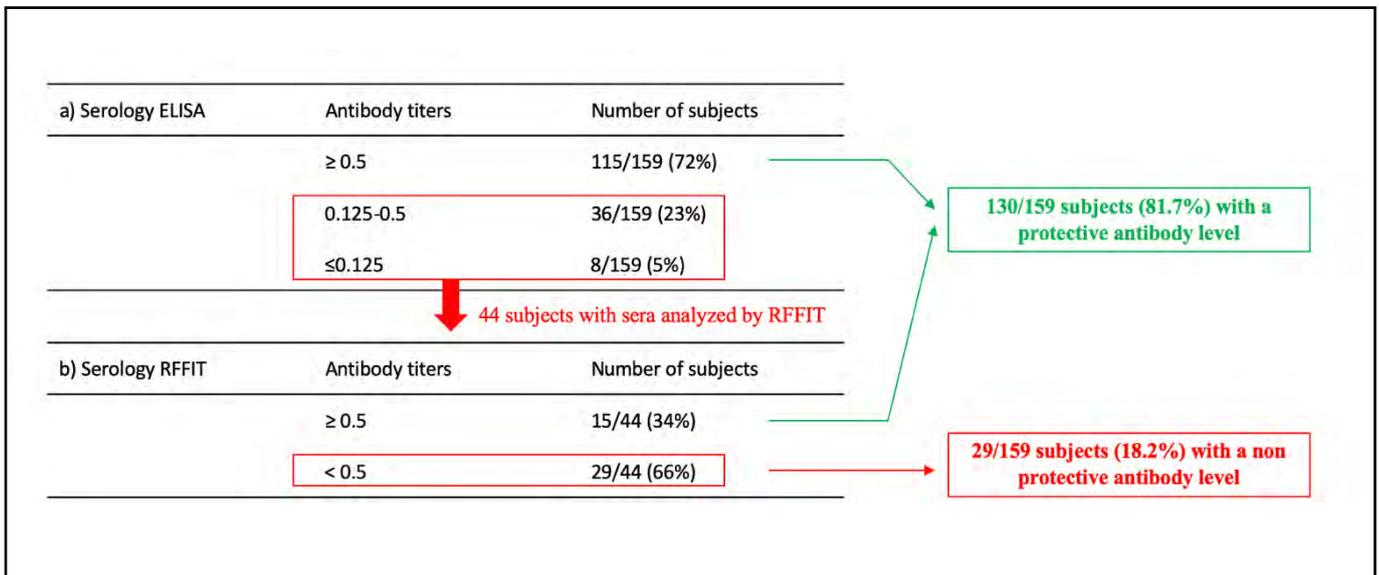 a) Serology ELISA Antibody titers Number of subjects
≥ 0.5 115/159 (72%)
0.125-0.5 36/159 (23%)
≤0.125 8/159 (5%)
44 subjects with sera analyzed by RFFIT
b) Serology RFFIT Antibody titers Number of subjects
≥ 0.5 15/44 (34%)
< 0.5 29/44 (66%)
130/159 subjects (81.7%) with a
protective antibody level
29/159 subjects (18.2%) with a non
protective antibody level